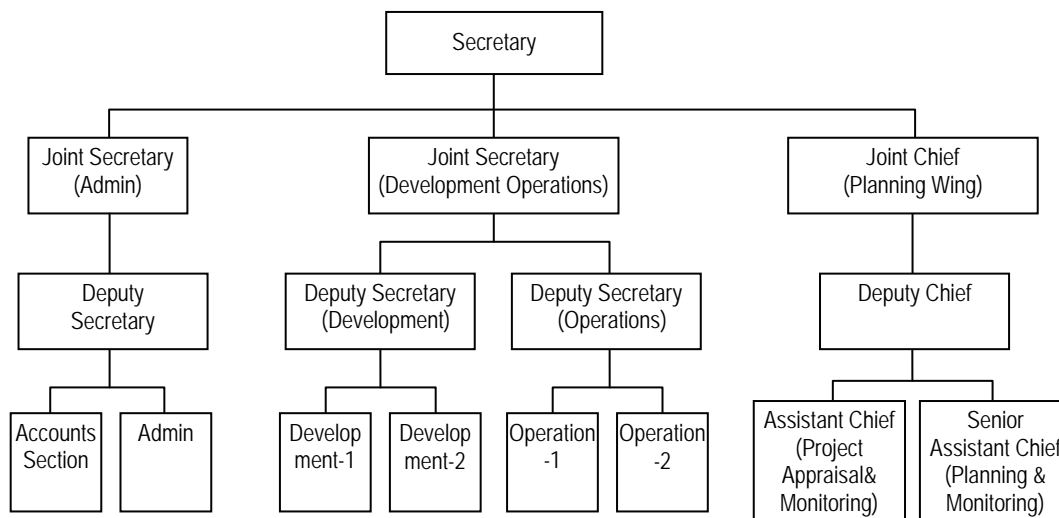 Secretary
Joint Secretary
(Admin)
Joint Secretary
(Development Operations)
Joint Chief
(Planning Wing)
Deputy
Secretary
Deputy Secretary
(Development)
Deputy Secretary
(Operations)
Deputy Chief
Accounts
Section
Admin
Develop
ment-1
Develop
ment-2
Operation
-1
Operation
-2
Assistant Chief
(Project
Appraisal&
Monitoring)
Senior
Assistant Chief
(Planning &
Monitoring)